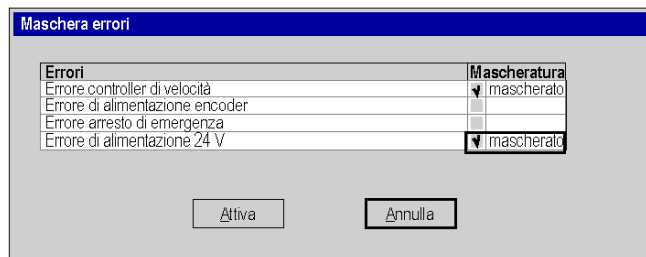 Maschera errori
Errori Mascheratura
Errore controller di velocità mascherato
Errore di alimentazione encoder
Errore arresto di emergenza
Errore di alimentazione 24 V mascherato
Attiva Annulla